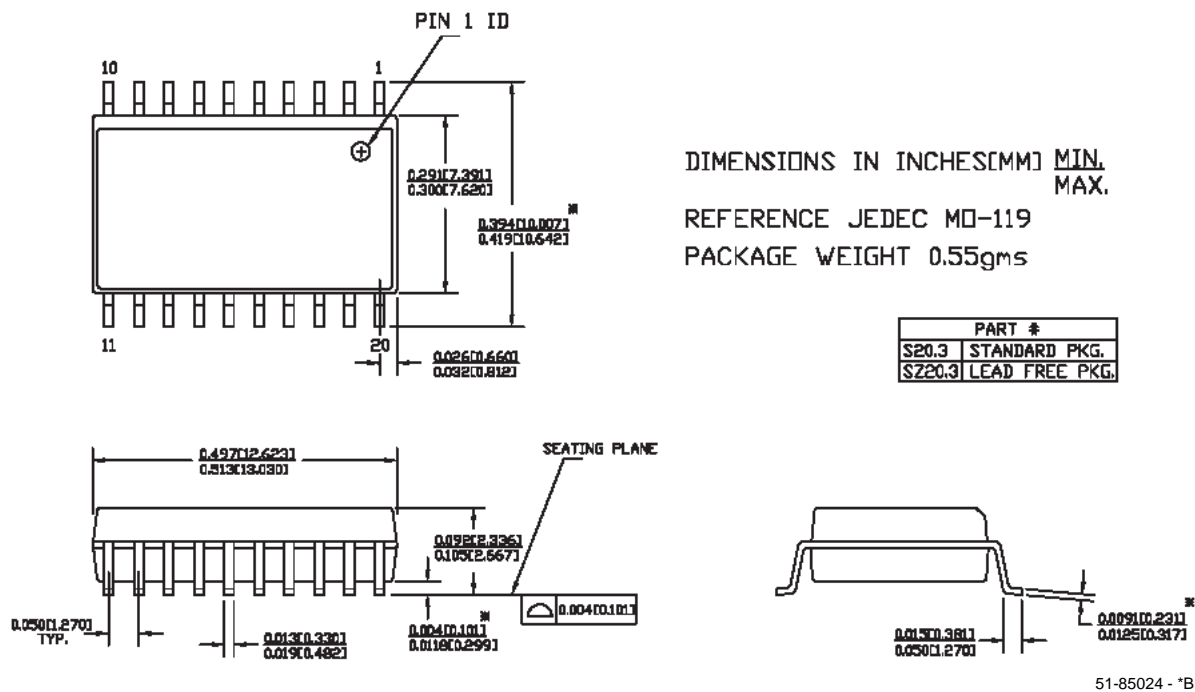 PIN 1 ID
10
1
0.291[7.391]
0.300[7.620]
*
0.394[10.007]
0.419[10.642]
DIMENSIONS IN INCHES[MM] MIN.
MAX.
REFERENCE JEDEC MO-119
PACKAGE WEIGHT 0.55gms
11
20
0.026[0.660]
0.032[0.812]
PART #
S20.3 STANDARD PKG.
SZ20.3 LEAD FREE PKG.
0.497[12.623]
0.513[13.030]
SEATING PLANE
0.092[2.336]
0.105[2.667]
0.004[0.101]
0.050[1.270]
TYP.
0.013[0.330]
0.019[0.482]
*
0.004[0.101]
0.0118[0.299]
0.015[0.381]
0.050[1.270]
*
0.0091[0.231]
0.0125[0.317]
51-85024 - *B